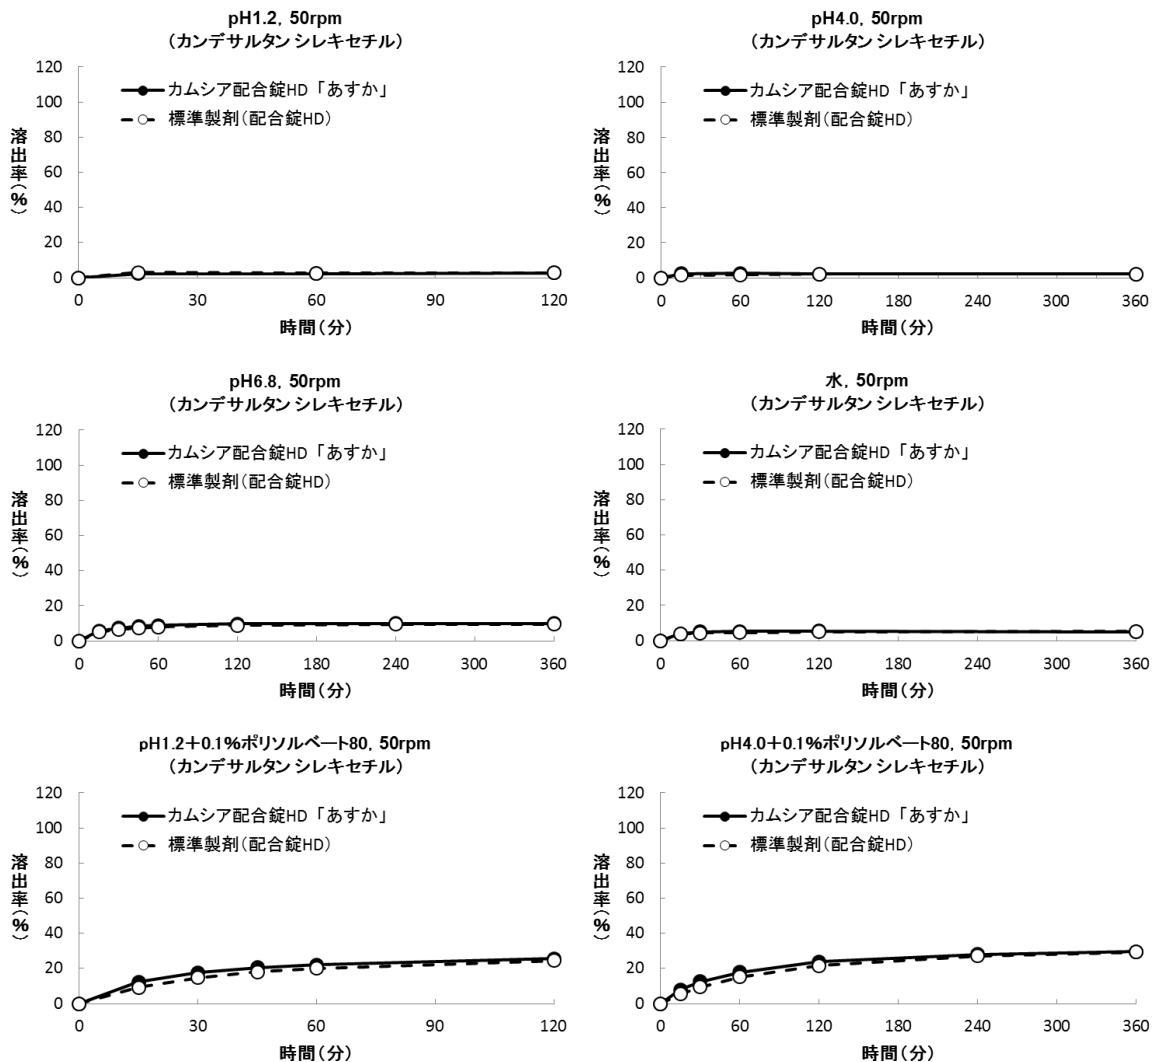 pH1.2, 50rpm
(カンデサルタン シレキセチル)
120
100
80
60
40
20
0
溶出率(%)
カムシア配合錠HD「あすか」
標準製剤(配合錠HD)
0 30 60 90 120
時間(分)
pH4.0, 50rpm
(カンデサルタン シレキセチル)
120
100
80
60
40
20
0
溶出率(%)
カムシア配合錠HD「あすか」
標準製剤(配合錠HD)
0 60 120 180 240 300 360
時間(分)
pH6.8, 50rpm
(カンデサルタン シレキセチル)
120
100
80
60
40
20
0
溶出率(%)
カムシア配合錠HD「あすか」
標準製剤(配合錠HD)
0 60 120 180 240 300 360
時間(分)
水, 50rpm
(カンデサルタン シレキセチル)
120
100
80
60
40
20
0
溶出率(%)
カムシア配合錠HD「あすか」
標準製剤(配合錠HD)
0 60 120 180 240 300 360
時間(分)
pH1.2+0.1%ポリソルベート80, 50rpm
(カンデサルタン シレキセチル)
120
100
80
60
40
20
0
溶出率(%)
カムシア配合錠HD「あすか」
標準製剤(配合錠HD)
0 30 60 90 120
時間(分)
pH4.0+0.1%ポリソルベート80, 50rpm
(カンデサルタン シレキセチル)
120
100
80
60
40
20
0
溶出率(%)
カムシア配合錠HD「あすか」
標準製剤(配合錠HD)
0 60 120 180 240 300 360
時間(分)